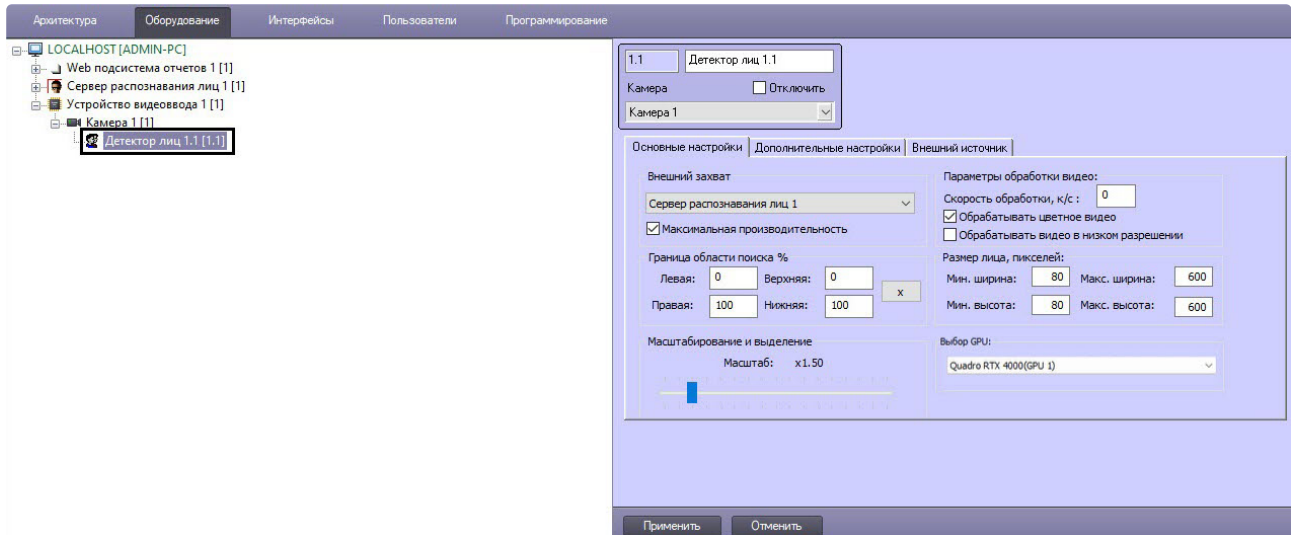 Архитектура Оборудование Интерфейсы Пользователи Программирование
LOCALHOST [ADMIN-PC]
Web подсистема отчетов 1 [1]
Сервер распознавания лиц 1 [1]
Устройство видеоввода 1 [1]
Камера 1 [1]
Детектор лиц 1.1 [1.1]
1.1 Детектор лиц 1.1
Камера Отключить
Камера 1
Основные настройки Дополнительные настройки Внешний источник
Внешний захват
Сервер распознавания лиц 1
Максимальная производительность
Параметры обработки видео:
Скорость обработки, к/с : 0
Обрабатывать цветное видео
Обрабатывать видео в низком разрешении
Граница области поиска %
Левая: 0 Верхняя: 0
x
Правая: 100 Нижняя: 100
Размер лица, пикселей:
Мин. ширина: 80 Макс. ширина: 600
Мин. высота: 80 Макс. высота: 600
Масштабирование и выделение
Масштаб: x1.50
Выбор GPU:
Quadro RTX 4000(GPU 1)
Применить Отменить